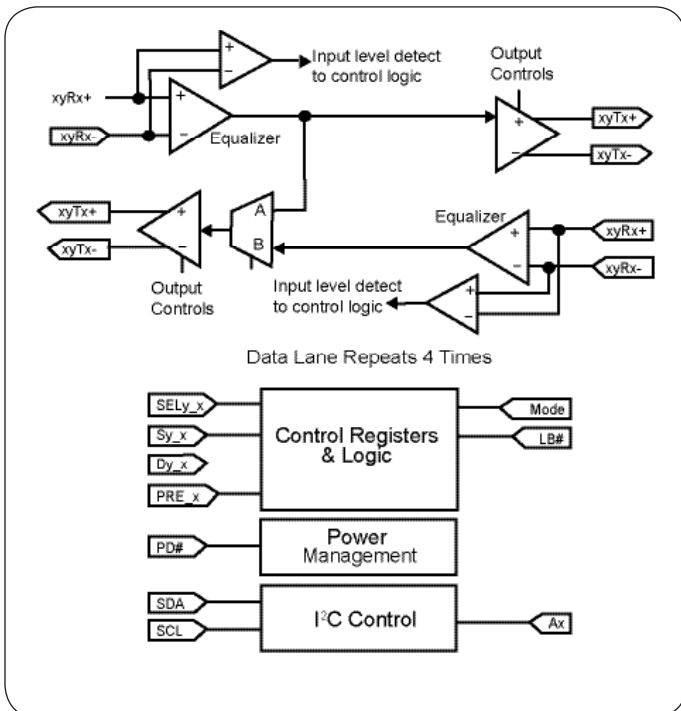 Input level detect
to control logic
Output
Controls
xyRx+
xyRx-
Equalizer
+
−
+
−
+
−
xyTx+
xyTx-
xyTx+
xyTx-
+
−
A
B
Output
Controls
Equalizer
+
−
xyRx+
xyRx-
Input level detect
to control logic
+
−
Data Lane Repeats 4 Times
SELy_x
Sy_x
Dy_x
PRE_x
Control Registers
& Logic
Mode
LB#
PD#
Power
Management
SDA
SCL
I²C Control
Ax